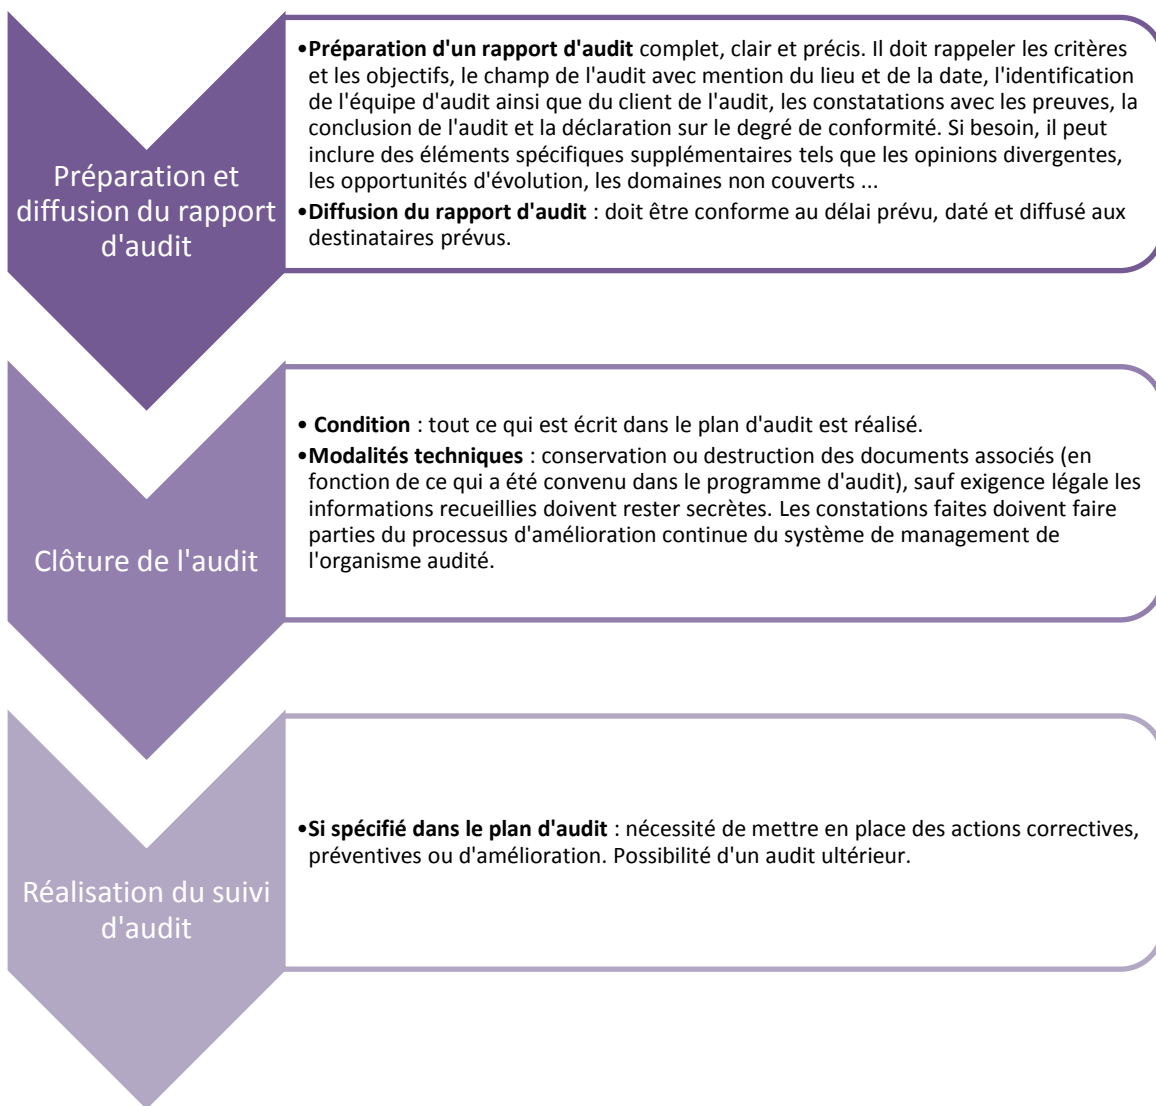 Préparation et
diffusion du rapport
d'audit
•Préparation d'un rapport d'audit complet, clair et précis. Il doit rappeler les critères
et les objectifs, le champ de l'audit avec mention du lieu et de la date, l'identification
de l'équipe d'audit ainsi que du client de l'audit, les constatations avec les preuves, la
conclusion de l'audit et la déclaration sur le degré de conformité. Si besoin, il peut
inclure des éléments spécifiques supplémentaires tels que les opinions divergentes,
les opportunités d'évolution, les domaines non couverts ...
•Diffusion du rapport d'audit : doit être conforme au délai prévu, daté et diffusé aux
destinataires prévus.
Clôture de l'audit
• Condition : tout ce qui est écrit dans le plan d'audit est réalisé.
•Modalités techniques : conservation ou destruction des documents associés (en
fonction de ce qui a été convenu dans le programme d'audit), sauf exigence légale les
informations recueillies doivent rester secrètes. Les constations faites doivent faire
parties du processus d'amélioration continue du système de management de
l'organisme audité.
Réalisation du suivi
d'audit
•Si spécifié dans le plan d'audit : nécessité de mettre en place des actions correctives,
préventives ou d'amélioration. Possibilité d'un audit ultérieur.